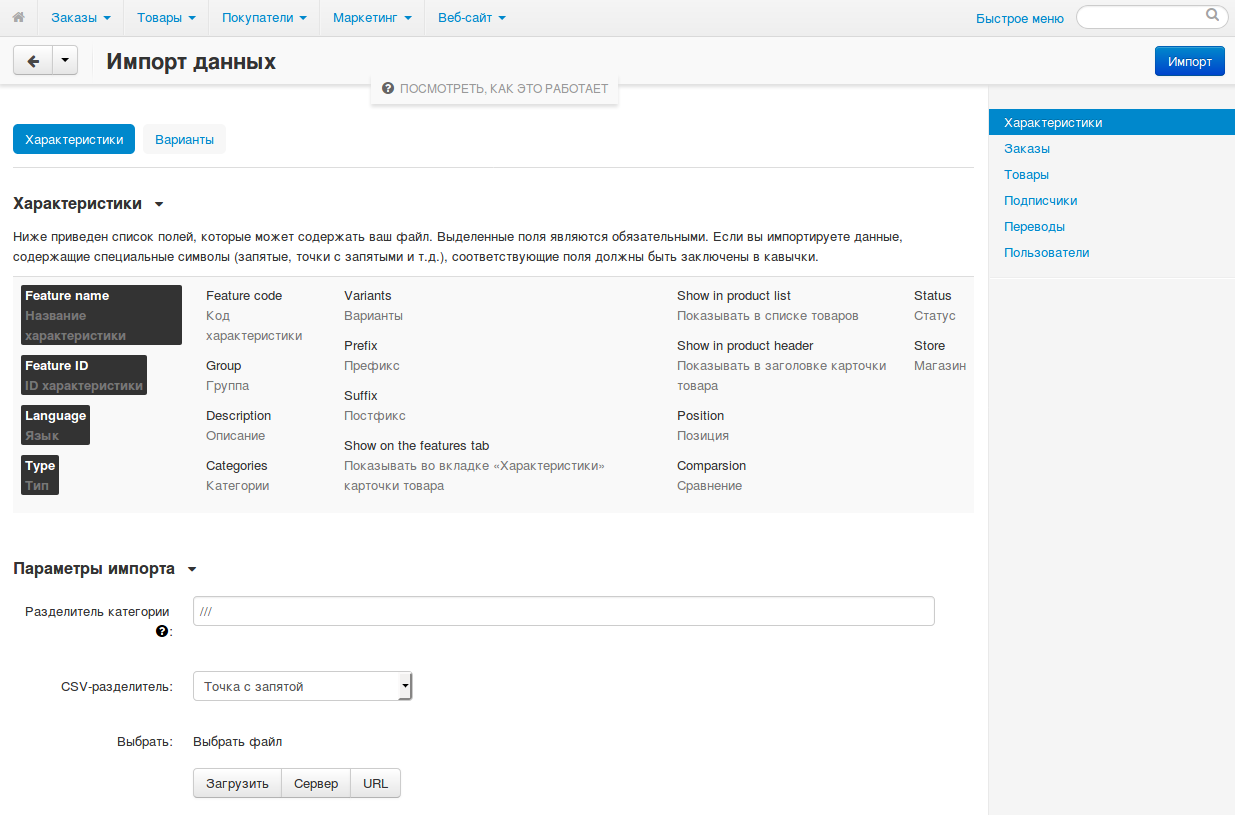 Заказы Товары Покупатели Маркетинг Веб-сайт Быстрое меню
Импорт данных
Импорт
ПОСМОТРЕТЬ, КАК ЭТО РАБОТАЕТ
Характеристики Варианты
Характеристики
Ниже приведен список полей, которые может содержать ваш файл. Выделенные поля являются обязательными. Если вы импортируете данные,
содержащие специальные символы (запятые, точки с запятыми и т.д.), соответствующие поля должны быть заключены в кавычки.
Feature name
Название
характеристики
Feature ID
ID характеристики
Language
Язык
Type
Тип
Feature code
Код
характеристики
Group
Группа
Description
Описание
Categories
Категории
Variants
Варианты
Prefix
Префикс
Suffix
Постфикс
Show on the features tab
Показывать во вкладке «Характеристики»
карточки товара
Show in product list
Показывать в списке товаров
Show in product header
Показывать в заголовке карточки
товара
Position
Позиция
Comparsion
Сравнение
Status
Статус
Store
Магазин
Параметры импорта
Разделитель категории
?:
///
CSV-разделитель: Точка с запятой
Выбрать: Выбрать файл
Загрузить Сервер URL
Характеристики
Заказы
Товары
Подписчики
Переводы
Пользователи